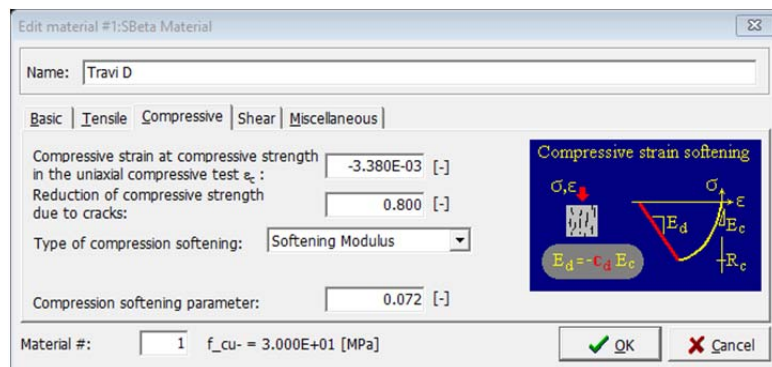 Edit material #1:SBeta Material
Name: Travi D
Basic Tensile Compressive Shear Miscellaneous
Compressive strain at compressive strength
in the uniaxial compressive test εc : -3.380E-03 [-]
Reduction of compressive strength
due to cracks: 0.800 [-]
Type of compression softening: Softening Modulus
Compression softening parameter: 0.072 [-]
Compressive strain softening
σ,ε
σ
ε
Ed
Ec
Ed=-cd Ec
Rc
Material #: 1 f_cu- = 3.000E+01 [MPa] OK Cancel